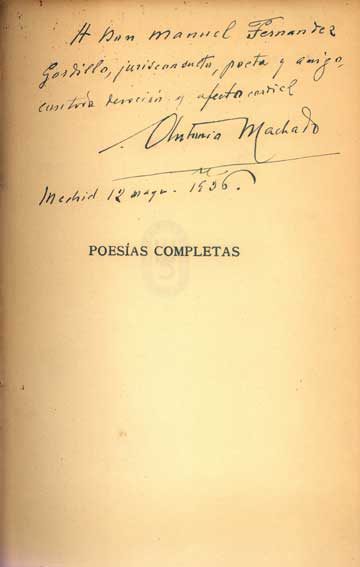 A Don Manuel Fernandez
Gordillo, jurisconsulto, poeta y amigo,
con toda devoción y afecto cordial
Antonio Machado
Madrid 12 mayo. 1936.
POESÍAS COMPLETAS